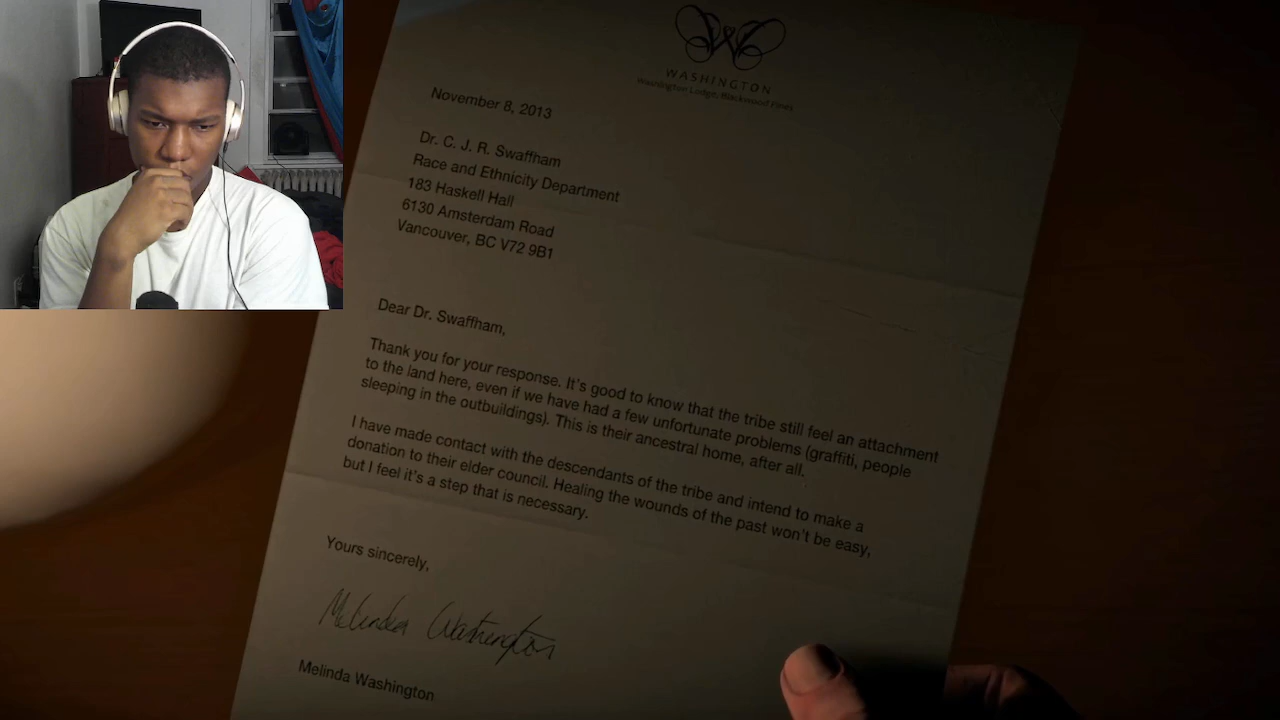 W
WASHINGTON
Washington Lodge, Blackwood Pines
November 8, 2013
Dr. C. J. R. Swaffham
Race and Ethnicity Department
183 Haskell Hall
6130 Amsterdam Road
Vancouver, BC V72 9B1
Dear Dr. Swaffham,
Thank you for your response. It's good to know that the tribe still feel an attachment
to the land here, even if we have had a few unfortunate problems (graffiti, people
sleeping in the outbuildings). This is their ancestral home, after all.
I have made contact with the descendants of the tribe and intend to make a
donation to their elder council. Healing the wounds of the past won't be easy,
but I feel it's a step that is necessary.
Yours sincerely,
Melinda Washington
Melinda Washington